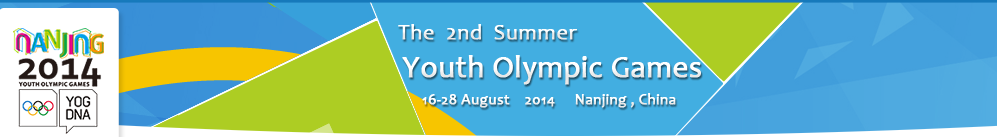 NANJING
2014
YOUTH OLYMPIC GAMES
YOG
DNA
The 2nd Summer
Youth Olympic Games
16-28 August 2014 Nanjing , China